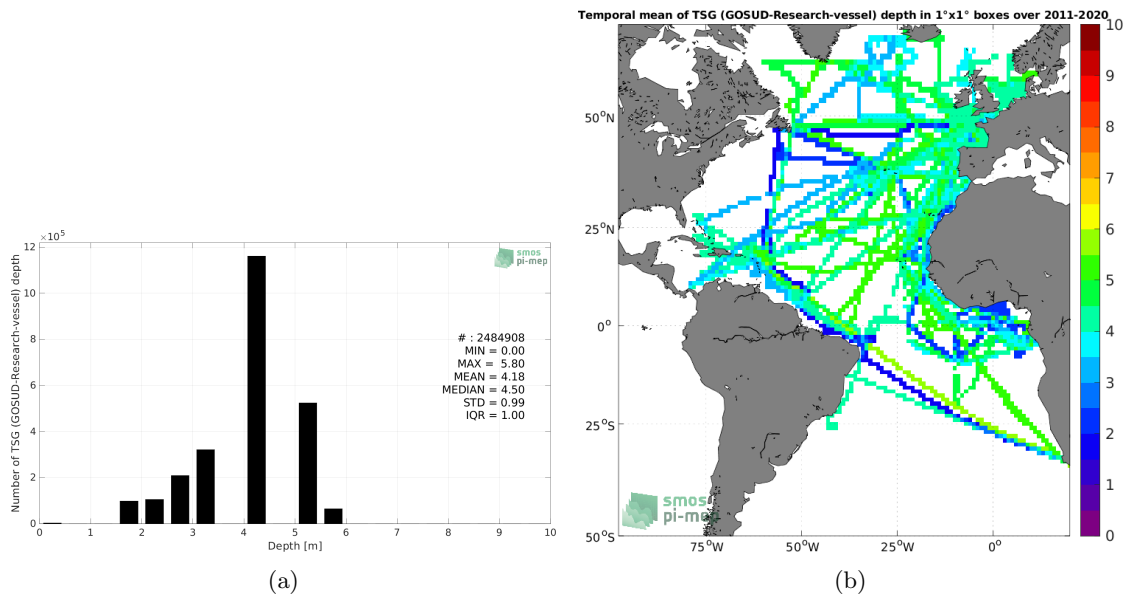 ×10^5
12
10
8
6
4
2
0
Number of TSG (GOSUD-Research-vessel) depth
smos
pi-mep
# : 2484908
MIN = 0.00
MAX = 5.80
MEAN = 4.18
MEDIAN = 4.50
STD = 0.99
IQR = 1.00
0 1 2 3 4 5 6 7 8 9 10
Depth [m]
(a)
Temporal mean of TSG (GOSUD-Research-vessel) depth in 1°x1° boxes over 2011-2020
50°N
25°N
0°
25°S
50°S
75°W 50°W 25°W 0°
smos
pi-mep
10
9
8
7
6
5
4
3
2
1
0
(b)